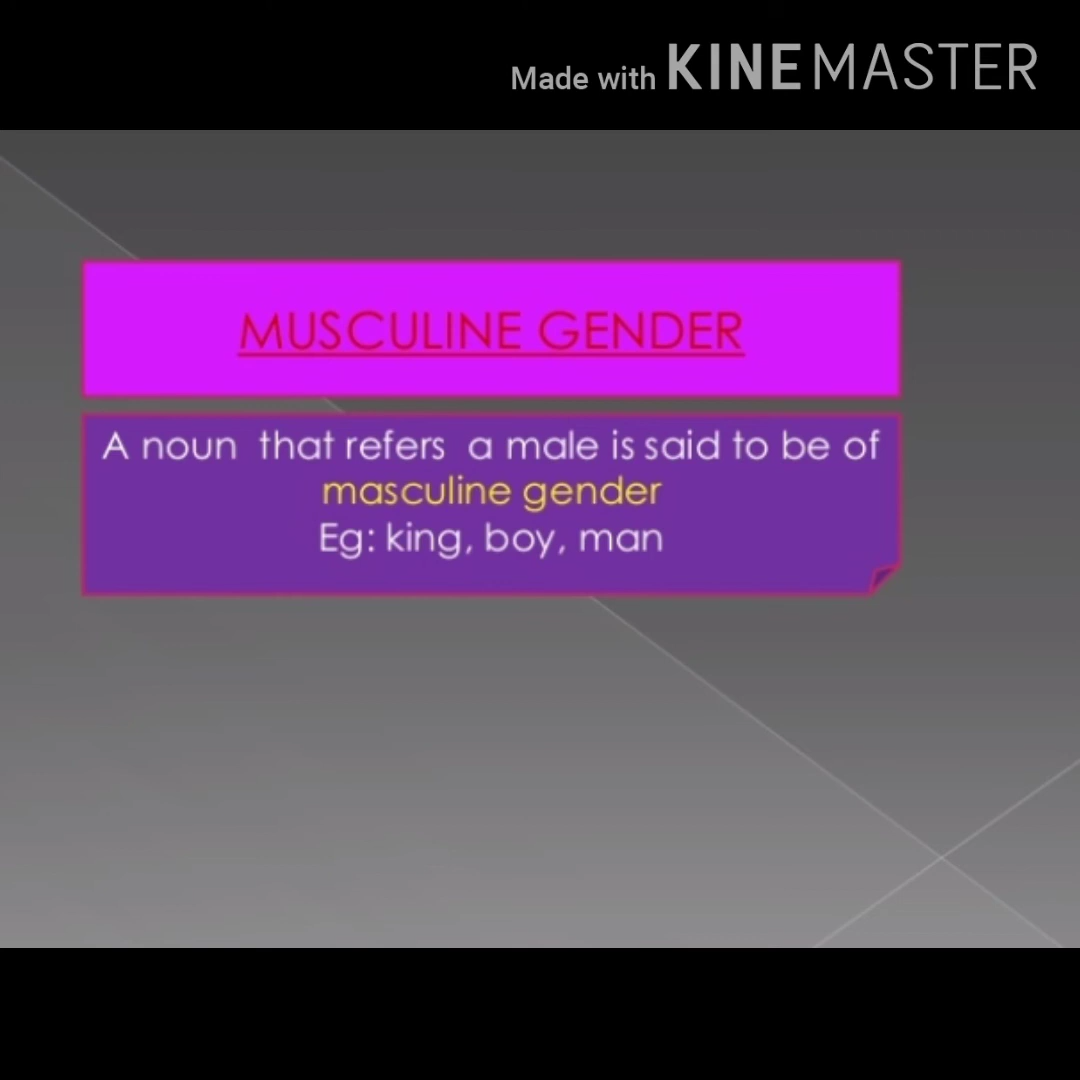 Made with KINEMASTER
MUSCULINE GENDER
A noun that refers a male is said to be of
masculine gender
Eg: king, boy, man